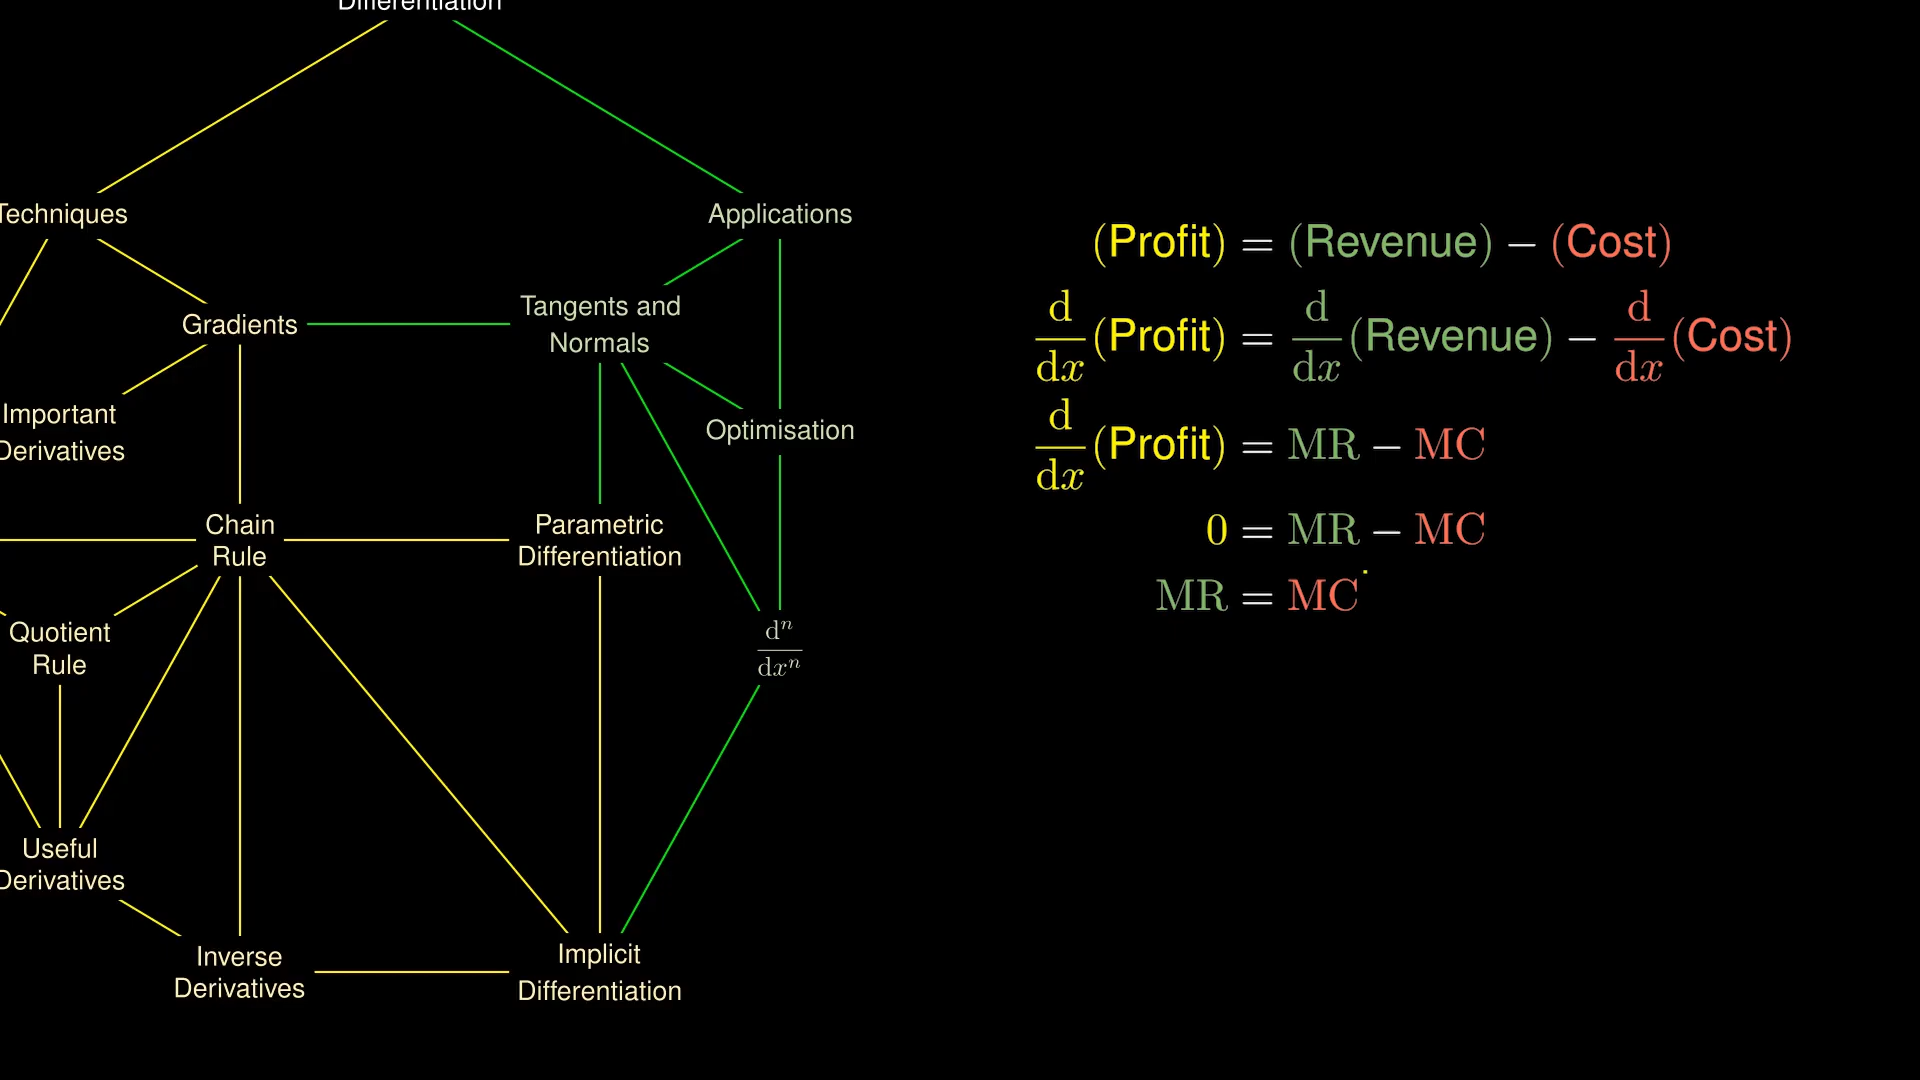 Differentiation
Techniques
Applications
Tangents and
Normals
Gradients
Important
Derivatives
Optimisation
Chain
Rule
Parametric
Differentiation
Quotient
Rule
dⁿ
dxⁿ
Useful
Derivatives
Inverse
Derivatives
Implicit
Differentiation
(Profit) = (Revenue) − (Cost)
d/dx (Profit) = d/dx (Revenue) − d/dx (Cost)
d/dx (Profit) = MR − MC
0 = MR − MC
MR = MC